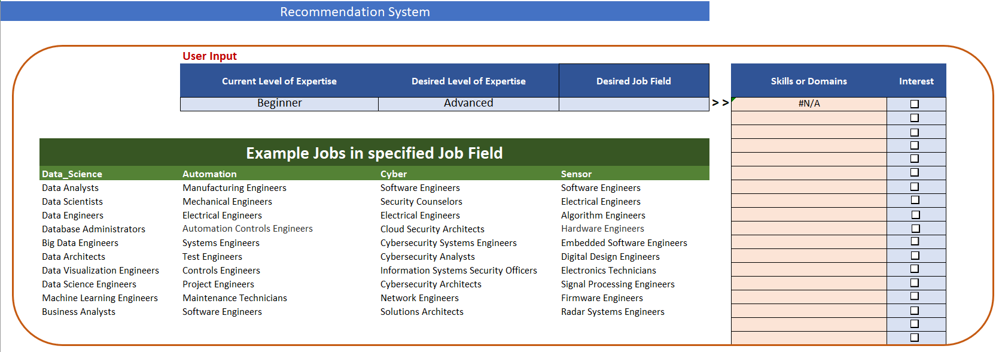 Recommendation System
User Input
Current Level of Expertise Desired Level of Expertise Desired Job Field Skills or Domains Interest
Beginner Advanced >> #N/A
Example Jobs in specified Job Field
Data_Science Automation Cyber Sensor
Data Analysts Manufacturing Engineers Software Engineers Software Engineers
Data Scientists Mechanical Engineers Security Counselors Electrical Engineers
Data Engineers Electrical Engineers Electrical Engineers Algorithm Engineers
Database Administrators Automation Controls Engineers Cloud Security Architects Hardware Engineers
Big Data Engineers Systems Engineers Cybersecurity Systems Engineers Embedded Software Engineers
Data Architects Test Engineers Cybersecurity Analysts Digital Design Engineers
Data Visualization Engineers Controls Engineers Information Systems Security Officers Electronics Technicians
Data Science Engineers Project Engineers Cybersecurity Architects Signal Processing Engineers
Machine Learning Engineers Maintenance Technicians Network Engineers Firmware Engineers
Business Analysts Software Engineers Solutions Architects Radar Systems Engineers